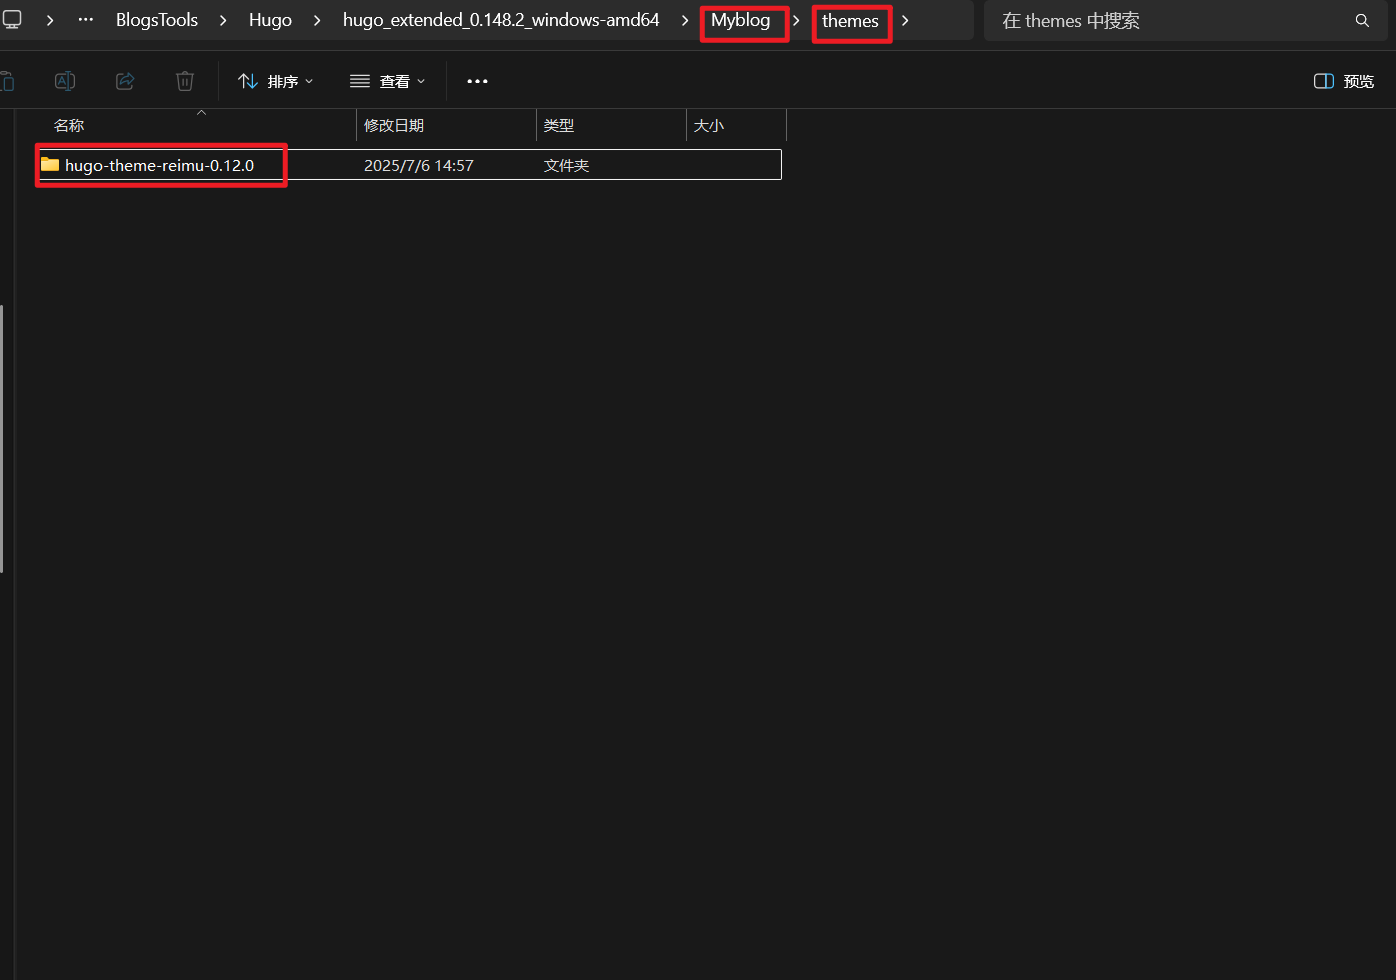 BlogsTools Hugo hugo_extended_0.148.2_windows-amd64 Myblog themes 在 themes 中搜索
排序 查看 预览
名称 修改日期 类型 大小
hugo-theme-reimu-0.12.0 2025/7/6 14:57 文件夹